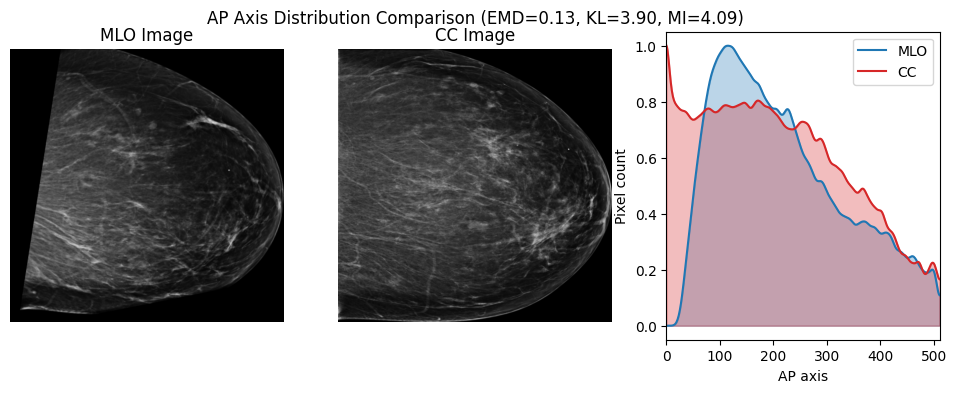 AP Axis Distribution Comparison (EMD=0.13, KL=3.90, MI=4.09)
MLO Image
CC Image
MLO
CC
1.0
0.8
0.6
0.4
0.2
0.0
Pixel count
0 100 200 300 400 500
AP axis